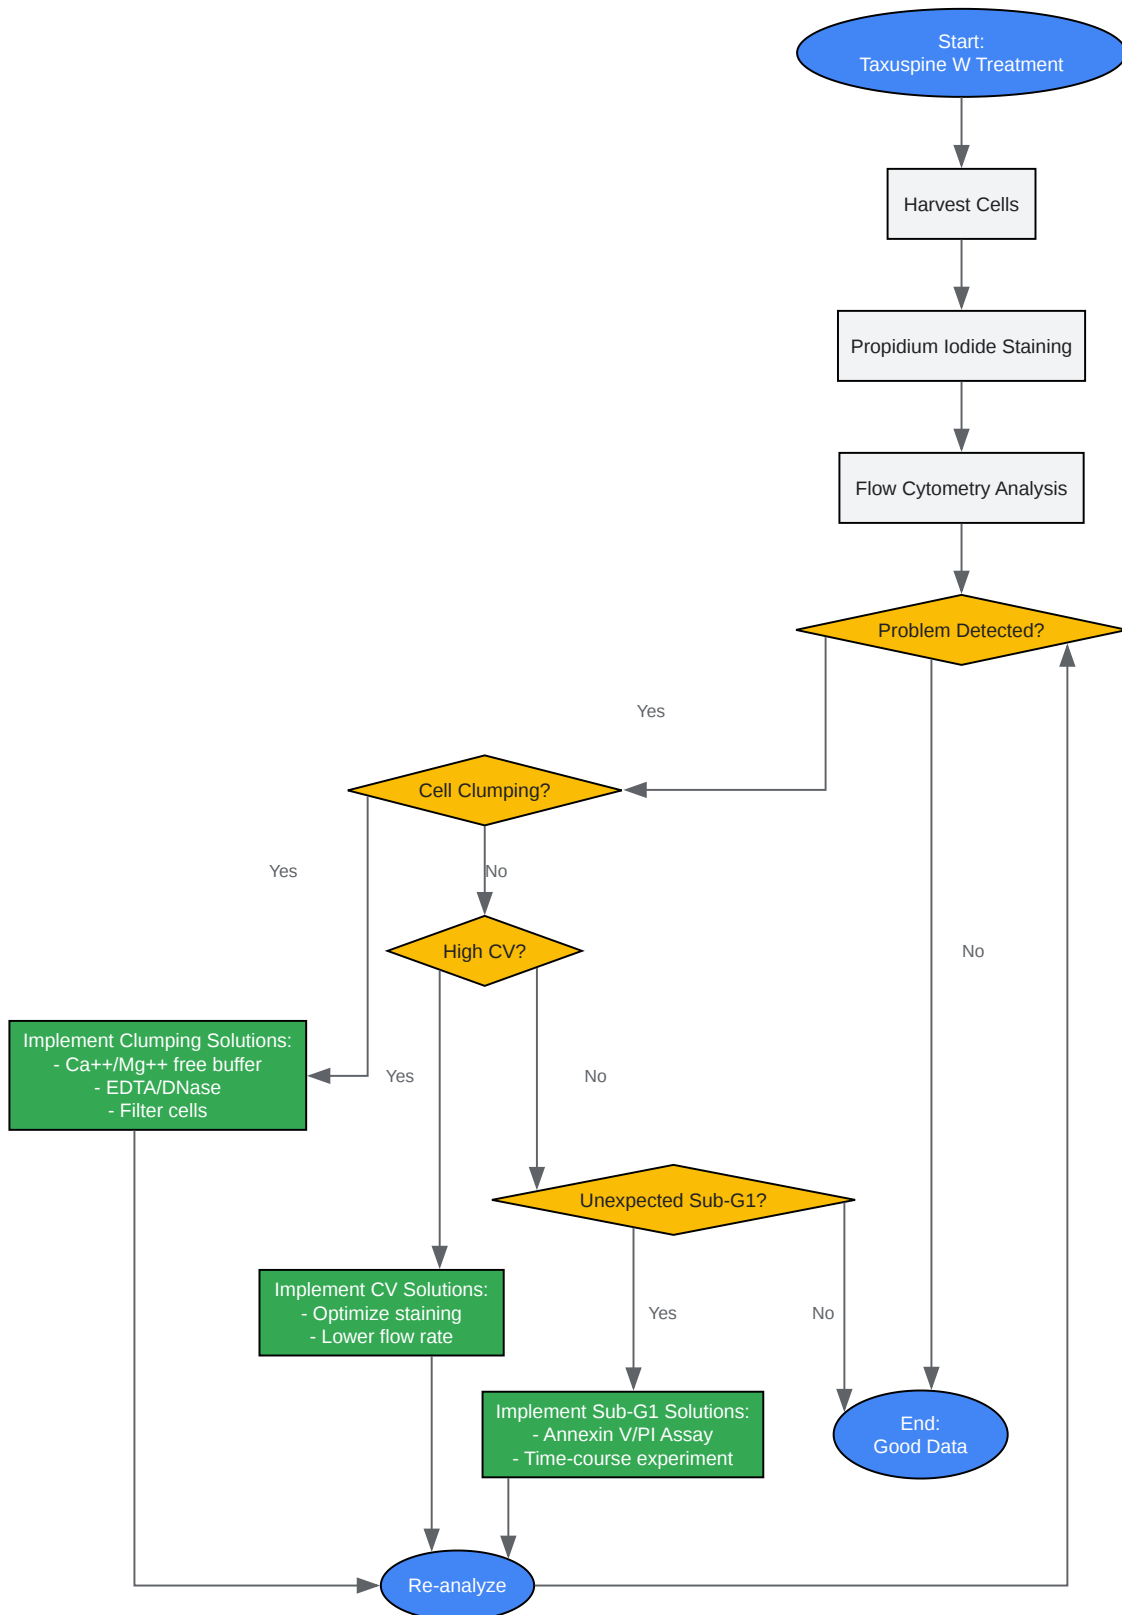 Start:
Taxuspine W Treatment
Harvest Cells
Propidium Iodide Staining
Flow Cytometry Analysis
Problem Detected?
Yes
Cell Clumping?
Yes
No
High CV?
No
Implement Clumping Solutions:
- Ca++/Mg++ free buffer
- EDTA/DNase
- Filter cells
Yes
No
Unexpected Sub-G1?
Implement CV Solutions:
- Optimize staining
- Lower flow rate
Yes
No
Implement Sub-G1 Solutions:
- Annexin V/PI Assay
- Time-course experiment
End:
Good Data
Re-analyze